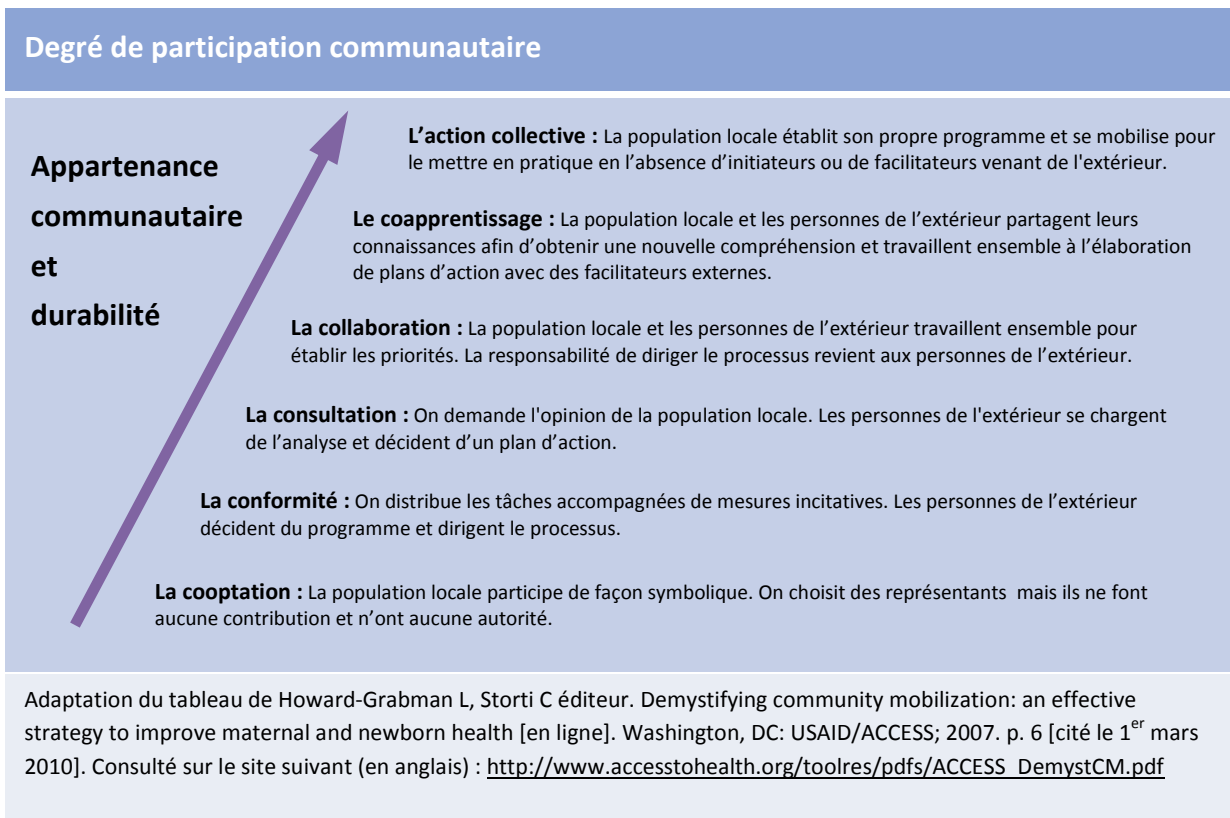 Degré de participation communautaire
Appartenance
communautaire
et
durabilité
L’action collective : La population locale établit son propre programme et se mobilise pour
le mettre en pratique en l’absence d’initiateurs ou de facilitateurs venant de l'extérieur.
Le coapprentissage : La population locale et les personnes de l’extérieur partagent leurs
connaissances afin d’obtenir une nouvelle compréhension et travaillent ensemble à l’élaboration
de plans d’action avec des facilitateurs externes.
La collaboration : La population locale et les personnes de l’extérieur travaillent ensemble pour
établir les priorités. La responsabilité de diriger le processus revient aux personnes de l’extérieur.
La consultation : On demande l'opinion de la population locale. Les personnes de l'extérieur se chargent
de l’analyse et décident d’un plan d’action.
La conformité : On distribue les tâches accompagnées de mesures incitatives. Les personnes de l’extérieur
décident du programme et dirigent le processus.
La cooptation : La population locale participe de façon symbolique. On choisit des représentants mais ils ne font
aucune contribution et n’ont aucune autorité.
Adaptation du tableau de Howard-Grabman L, Storti C éditeur. Demystifying community mobilization: an effective
strategy to improve maternal and newborn health [en ligne]. Washington, DC: USAID/ACCESS; 2007. p. 6 [cité le 1er mars
2010]. Consulté sur le site suivant (en anglais) : http://www.accesstohealth.org/toolres/pdfs/ACCESS_DemystCM.pdf